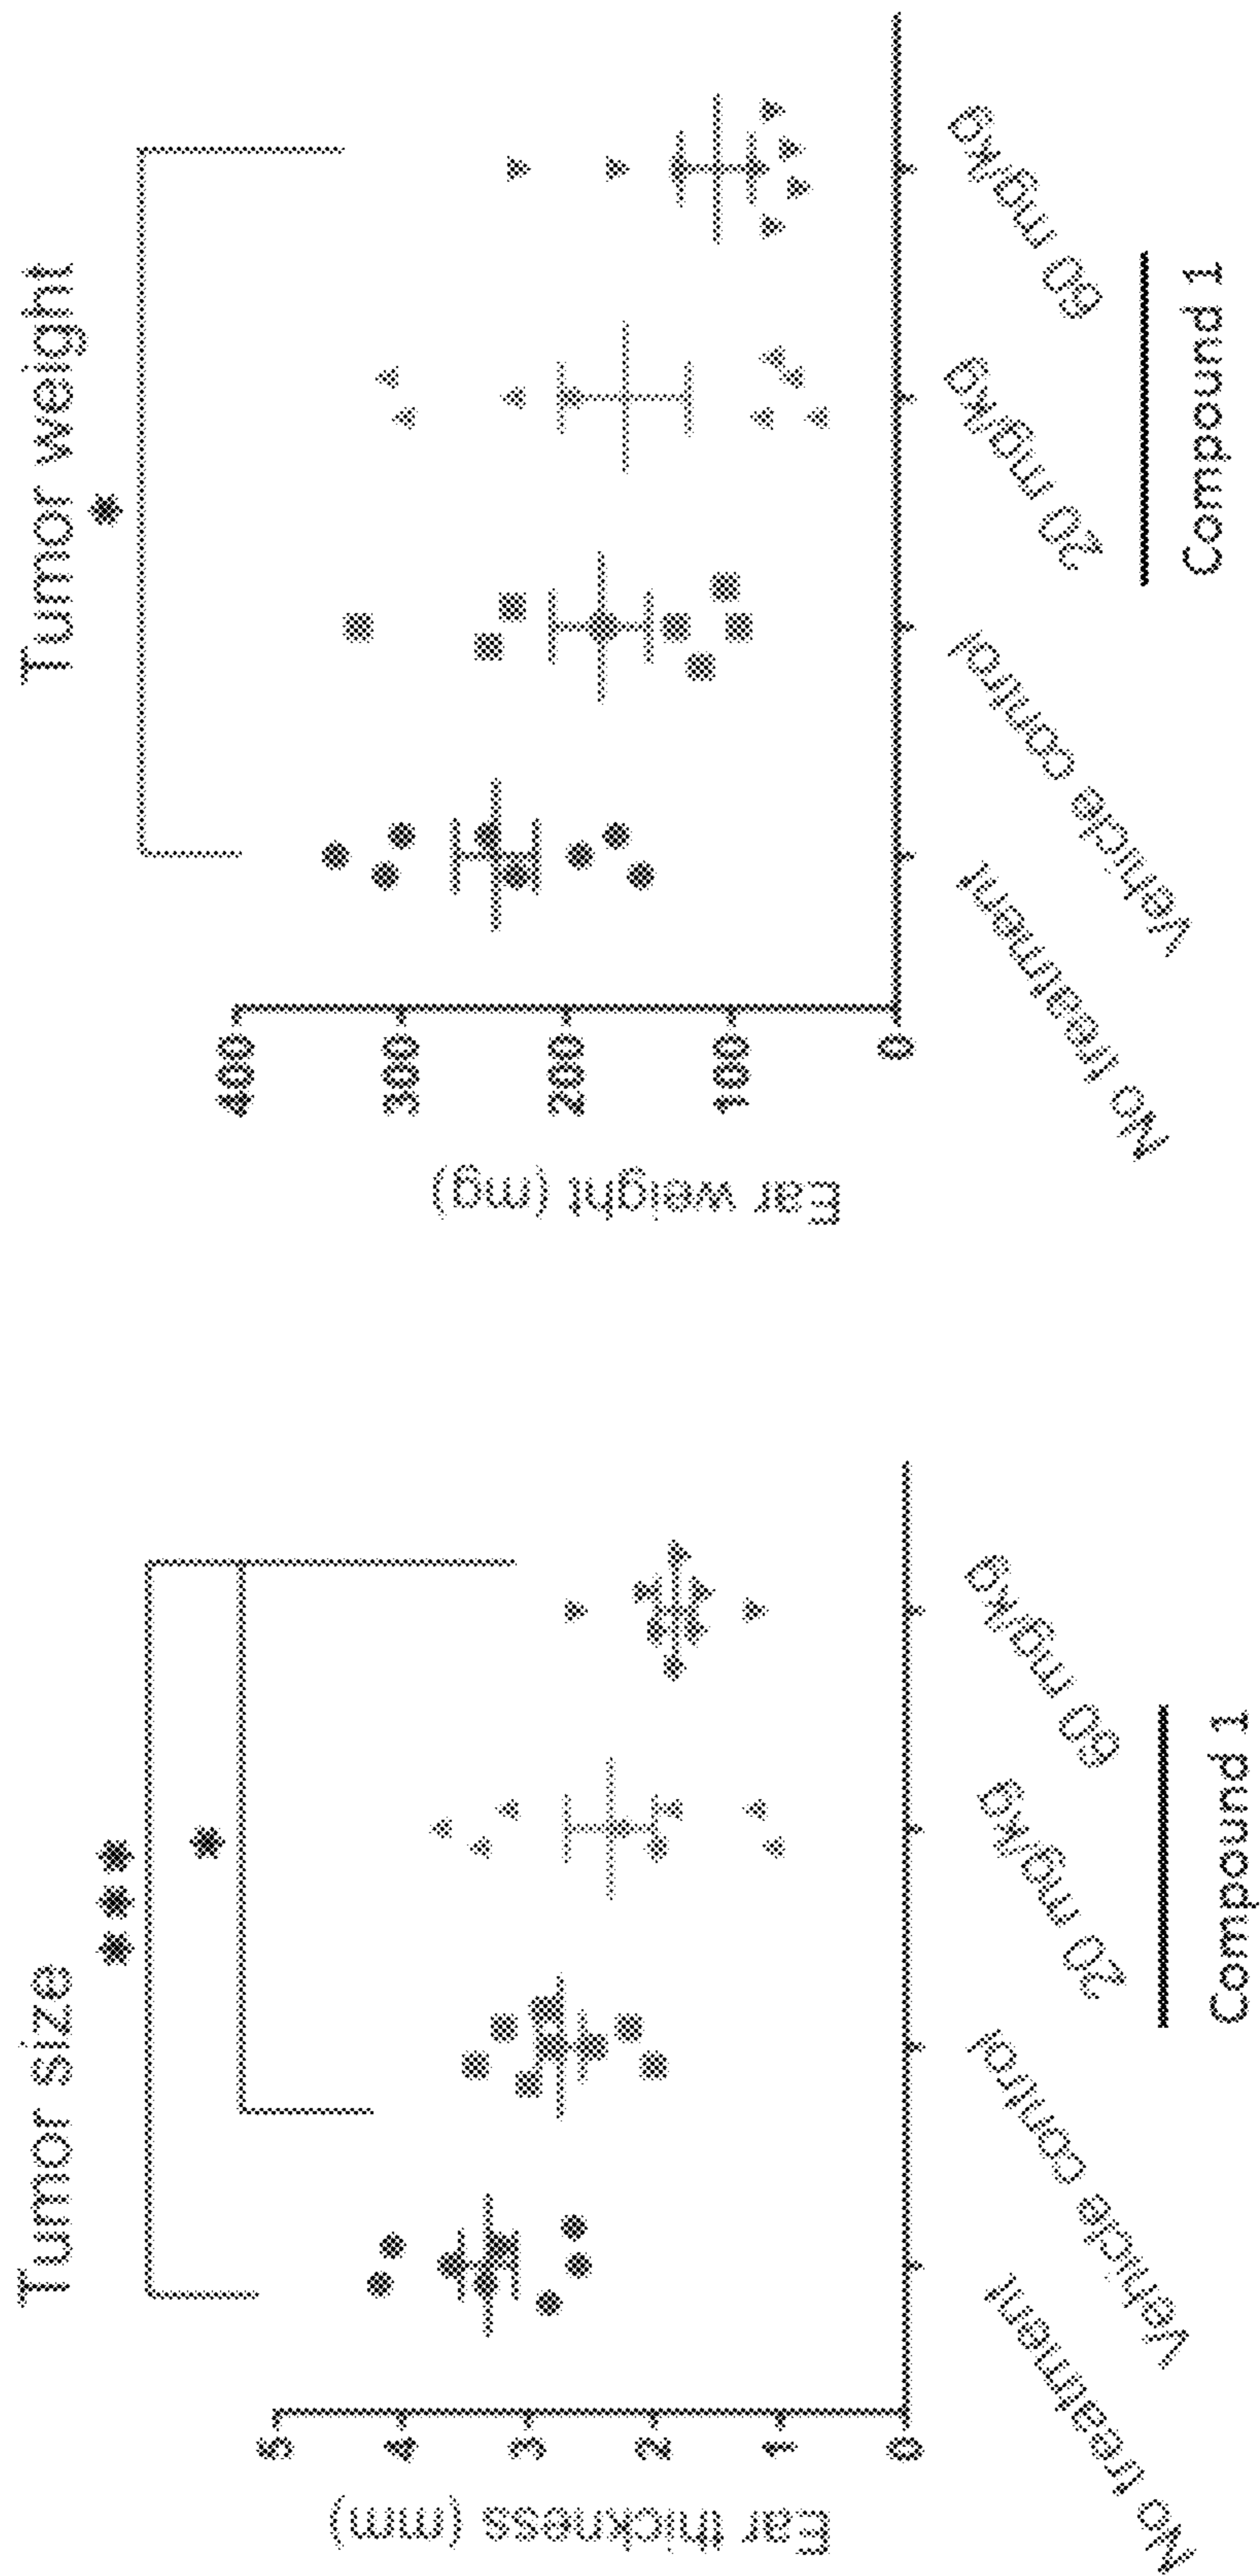 Tumor size
***
*
Ear thickness (mm)
5
4
3
2
1
0
No treatment
Vehicle control
20 mg/kg
60 mg/kg
Compound 1
Tumor weight
*
Ear weight (mg)
400
300
200
100
0
No treatment
Vehicle control
20 mg/kg
60 mg/kg
Compound 1